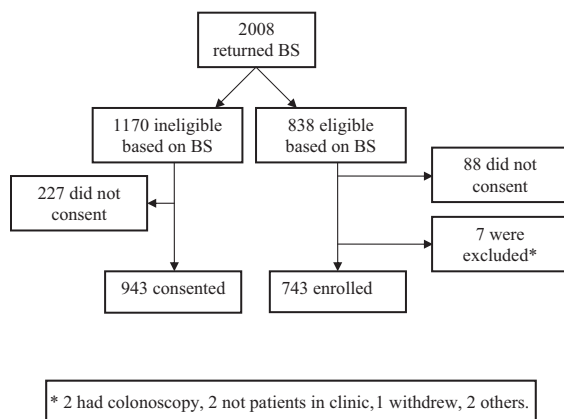 2008
returned BS
1170 ineligible
based on BS
838 eligible
based on BS
88 did not
consent
227 did not
consent
7 were
excluded*
943 consented
743 enrolled
* 2 had colonoscopy, 2 not patients in clinic, 1 withdrew, 2 others.